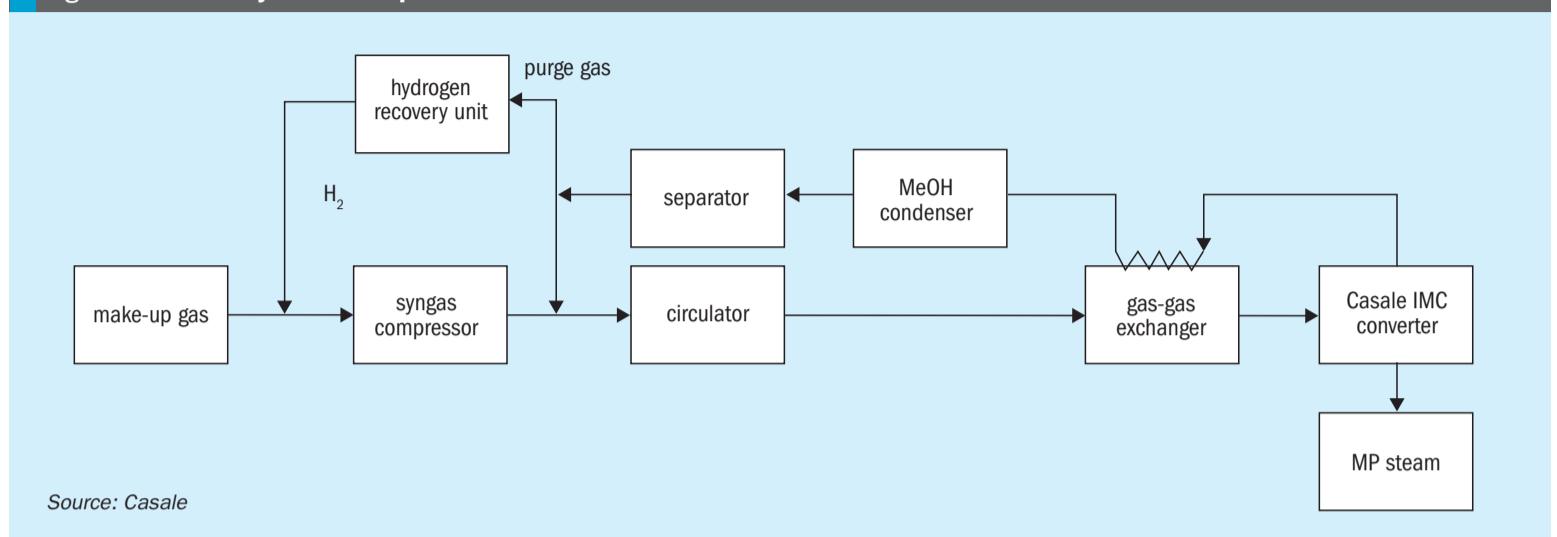 hydrogen
recovery unit
purge gas
H2
separator
MeOH
condenser
make-up gas
syngas
compressor
circulator
gas-gas
exchanger
Casale IMC
converter
MP steam
Source: Casale